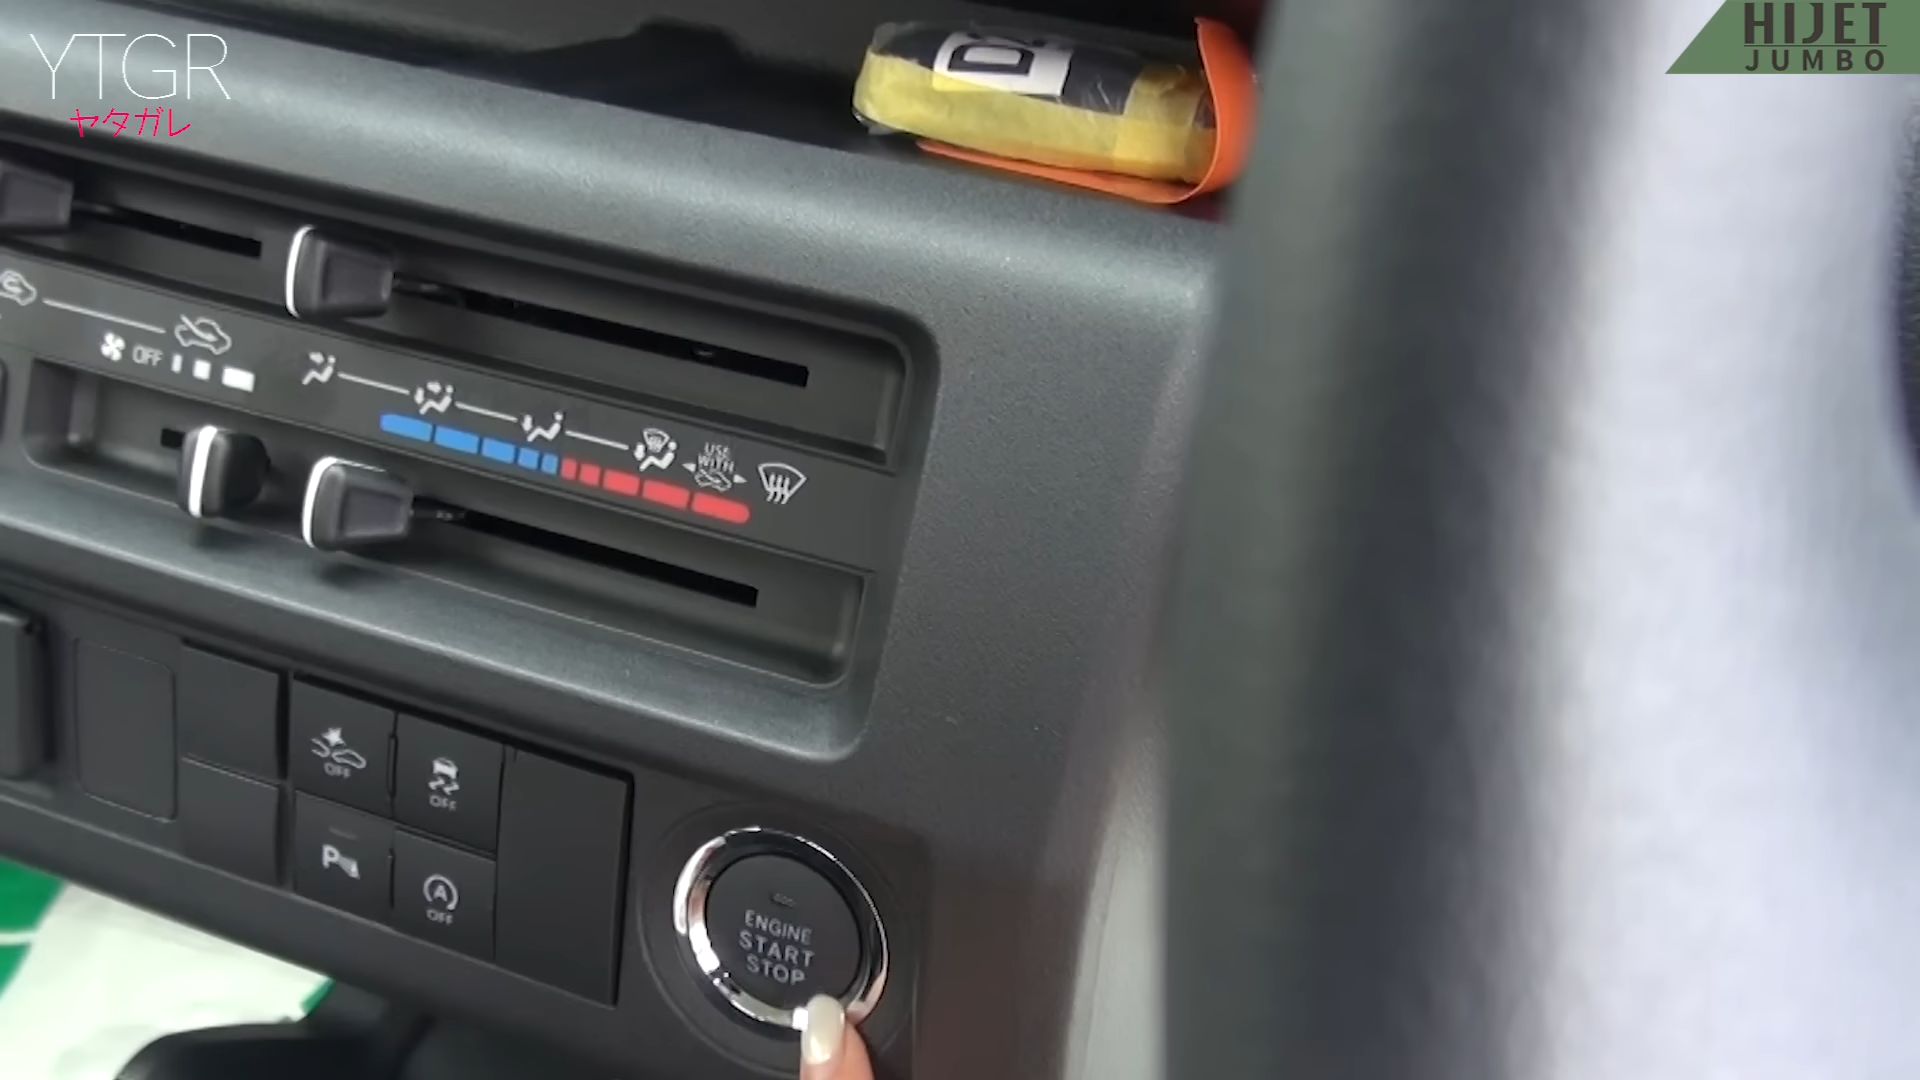 YTGR
ヤタガレ
HIJET
JUMBO
OFF
USE
WITH
OFF
OFF
P
A
OFF
ENGINE
START
STOP